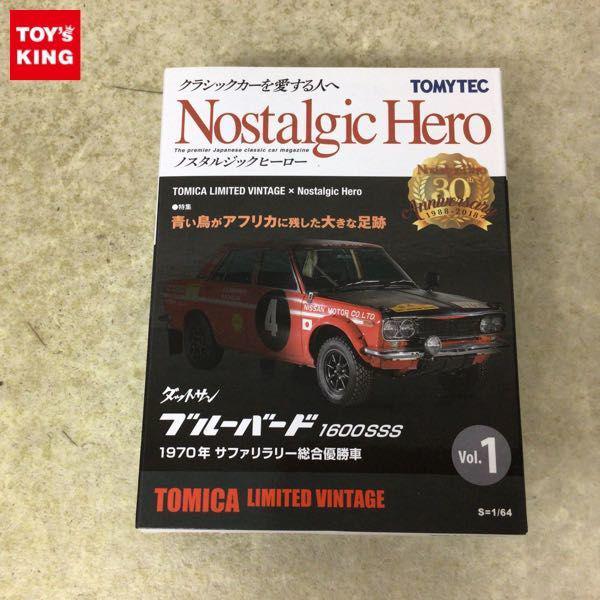 TOY's
KING
クラシックカーを愛する人へ
TOMYTEC
Nostalgic Hero
The premier Japanese classic car magazine
ノスタルジックヒーロー
TOMICA LIMITED VINTAGE × Nostalgic Hero
Nostalgic Hero
30th
Anniversary
1988-2018
●特集
青い鳥がアフリカに残した大きな足跡
NISSAN MOTOR CO.LTD.
4
ダットサン
ブルーバード 1600SSS
1970年 サファリラリー総合優勝車
Vol.1
TOMICA LIMITED VINTAGE
S=1/64